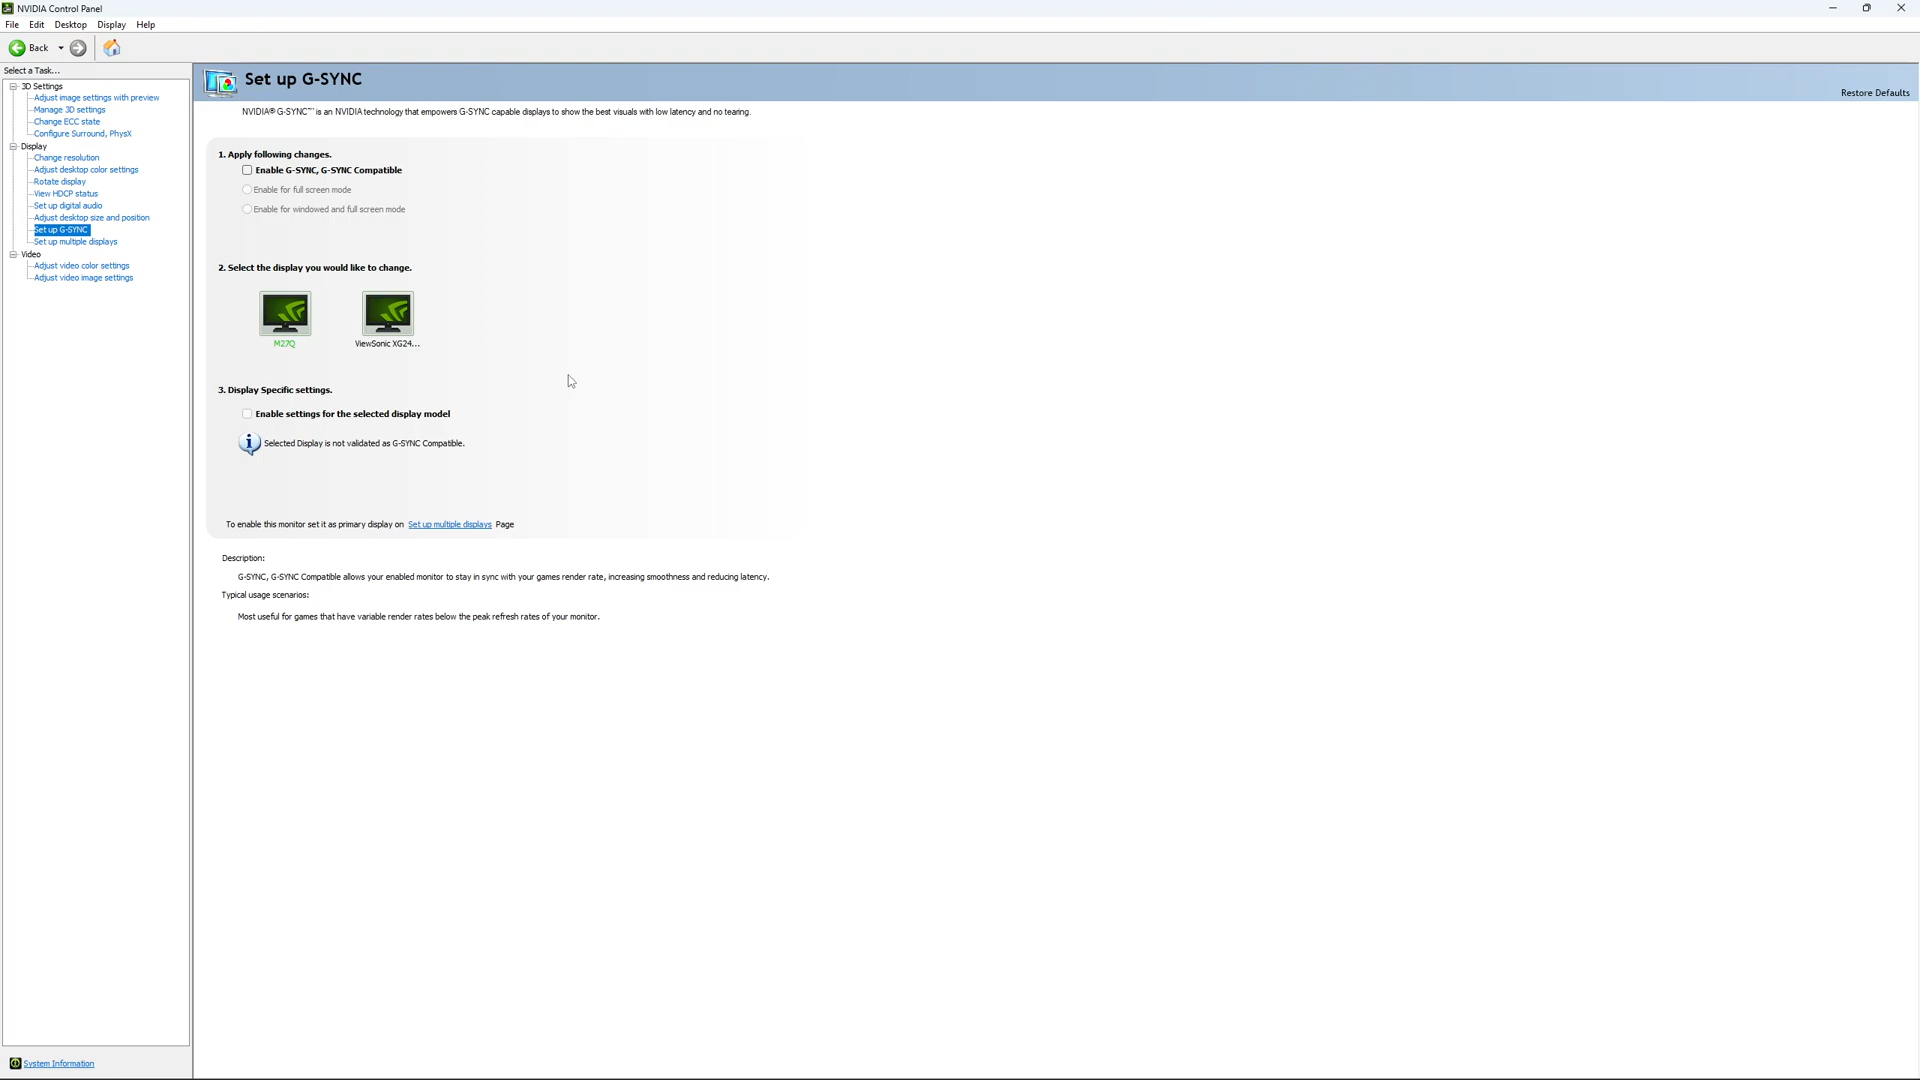 NVIDIA Control Panel
File Edit Desktop Display Help
Back
Select a Task...
3D Settings
Adjust image settings with preview
Manage 3D settings
Change ECC state
Configure Surround, PhysX
Display
Change resolution
Adjust desktop color settings
Rotate display
View HDCP status
Set up digital audio
Adjust desktop size and position
Set up G-SYNC
Set up multiple displays
Video
Adjust video color settings
Adjust video image settings
System Information
Set up G-SYNC
Restore Defaults
NVIDIA® G-SYNC™ is an NVIDIA technology that empowers G-SYNC capable displays to show the best visuals with low latency and no tearing.
1. Apply following changes.
Enable G-SYNC, G-SYNC Compatible
Enable for full screen mode
Enable for windowed and full screen mode
2. Select the display you would like to change.
M27Q ViewSonic XG24...
3. Display Specific settings.
Enable settings for the selected display model
Selected Display is not validated as G-SYNC Compatible.
To enable this monitor set it as primary display on Set up multiple displays Page
Description:
G-SYNC, G-SYNC Compatible allows your enabled monitor to stay in sync with your games render rate, increasing smoothness and reducing latency.
Typical usage scenarios:
Most useful for games that have variable render rates below the peak refresh rates of your monitor.